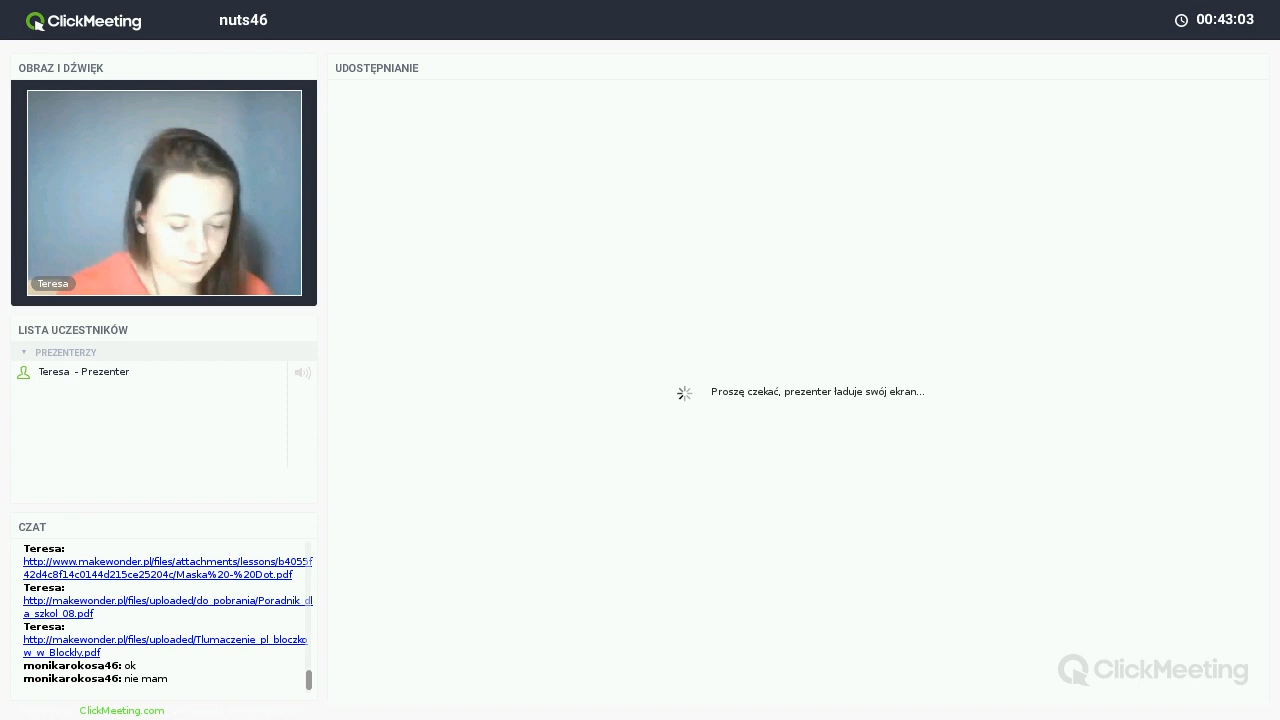 ClickMeeting
nuts46
00:43:03
OBRAZ I DŹWIĘK
Teresa
LISTA UCZESTNIKÓW
PREZENTERZY
Teresa - Prezenter
CZAT
Teresa:
http://www.makewonder.pl/files/attachments/lessons/b4055f
42d4c8f14c0144d215ce25204c/Maska%20-%20Dot.pdf
Teresa:
http://makewonder.pl/files/uploaded/do_pobrania/Poradnik_dl
a_szkol_08.pdf
Teresa:
http://makewonder.pl/files/uploaded/Tlumaczenie_pl_bloczko
w_w_Blockly.pdf
monikarokosa46: ok
monikarokosa46: nie mam
ClickMeeting.com
UDOSTĘPNIANIE
Proszę czekać, prezenter ładuje swój ekran...
ClickMeeting